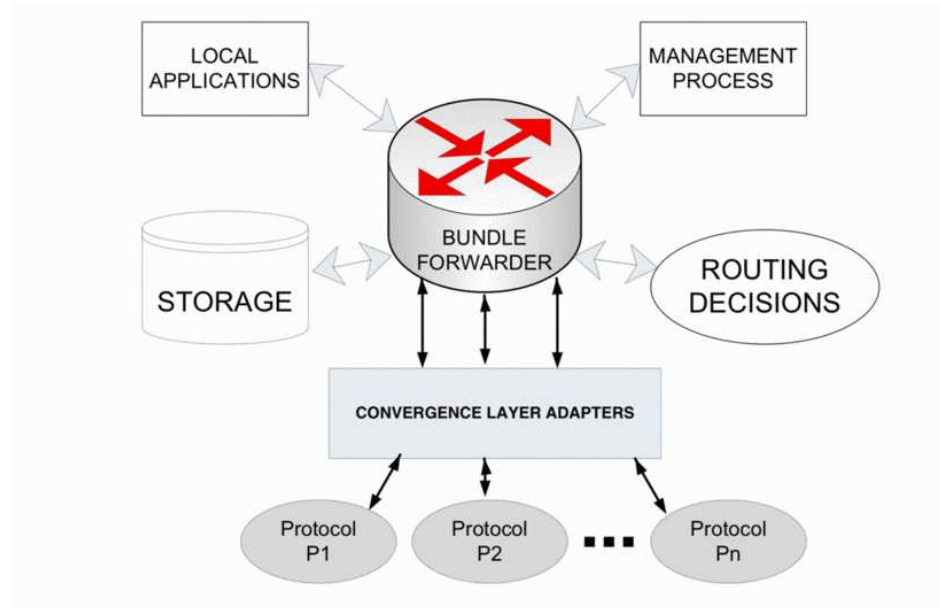 LOCAL
APPLICATIONS
MANAGEMENT
PROCESS
BUNDLE
FORWARDER
STORAGE
ROUTING
DECISIONS
CONVERGENCE LAYER ADAPTERS
Protocol
P1
Protocol
P2
Protocol
Pn